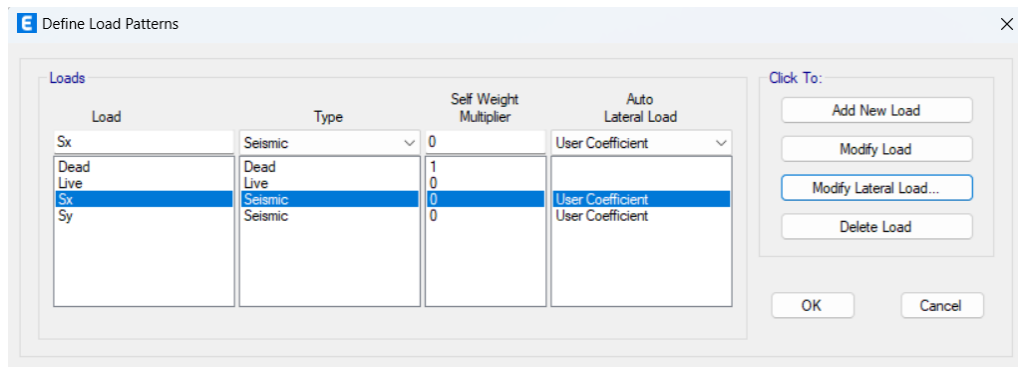 E Define Load Patterns
Loads
Click To:
Load Type Self Weight Multiplier Auto Lateral Load
Sx Seismic 0 User Coefficient
Dead Dead 1
Live Live 0
Sx Seismic 0 User Coefficient
Sy Seismic 0 User Coefficient
Add New Load
Modify Load
Modify Lateral Load...
Delete Load
OK Cancel